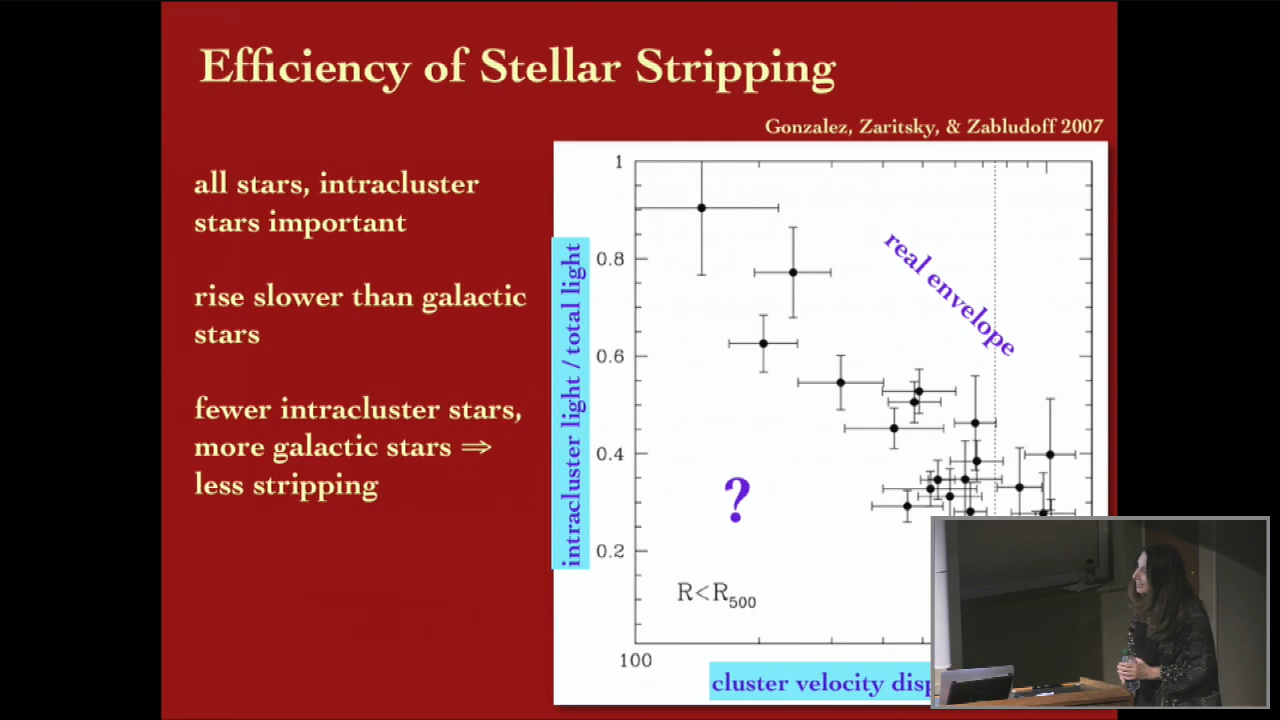 Efficiency of Stellar Stripping
Gonzalez, Zaritsky, & Zabludoff 2007
all stars, intracluster
stars important
rise slower than galactic
stars
fewer intracluster stars,
more galactic stars ⇒
less stripping
intracluster light / total light
1
0.8
0.6
0.4
0.2
real envelope
?
R<R500
100
cluster velocity